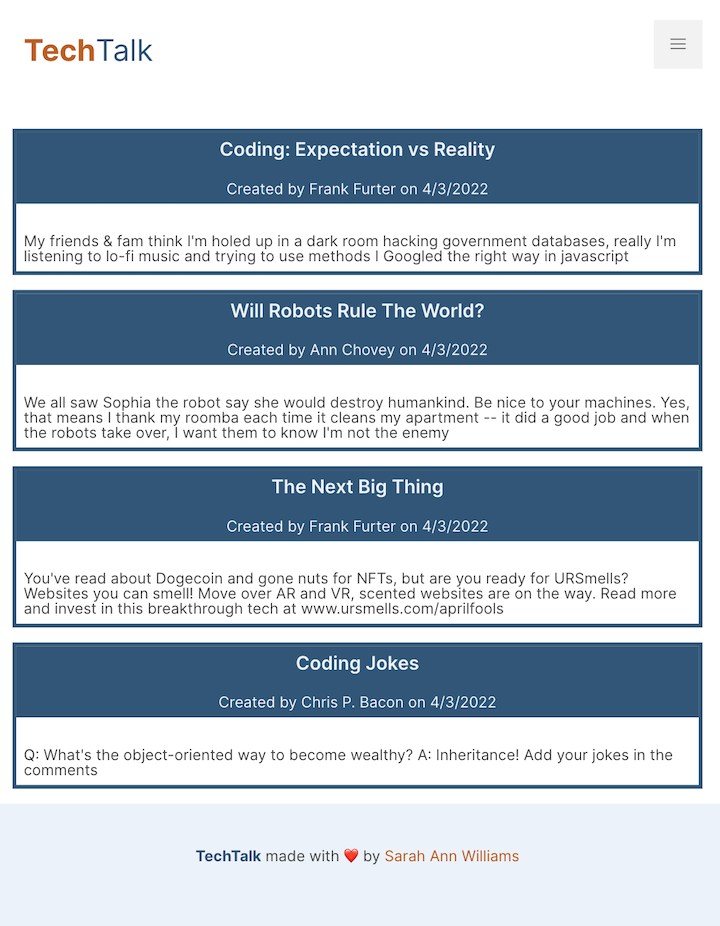 TechTalk
Coding: Expectation vs Reality
Created by Frank Furter on 4/3/2022
My friends & fam think I'm holed up in a dark room hacking government databases, really I'm
listening to lo-fi music and trying to use methods I Googled the right way in javascript
Will Robots Rule The World?
Created by Ann Chovey on 4/3/2022
We all saw Sophia the robot say she would destroy humankind. Be nice to your machines. Yes,
that means I thank my roomba each time it cleans my apartment -- it did a good job and when
the robots take over, I want them to know I'm not the enemy
The Next Big Thing
Created by Frank Furter on 4/3/2022
You've read about Dogecoin and gone nuts for NFTs, but are you ready for URSmells?
Websites you can smell! Move over AR and VR, scented websites are on the way. Read more
and invest in this breakthrough tech at www.ursmells.com/aprilfools
Coding Jokes
Created by Chris P. Bacon on 4/3/2022
Q: What's the object-oriented way to become wealthy? A: Inheritance! Add your jokes in the
comments
TechTalk made with ❤️ by Sarah Ann Williams